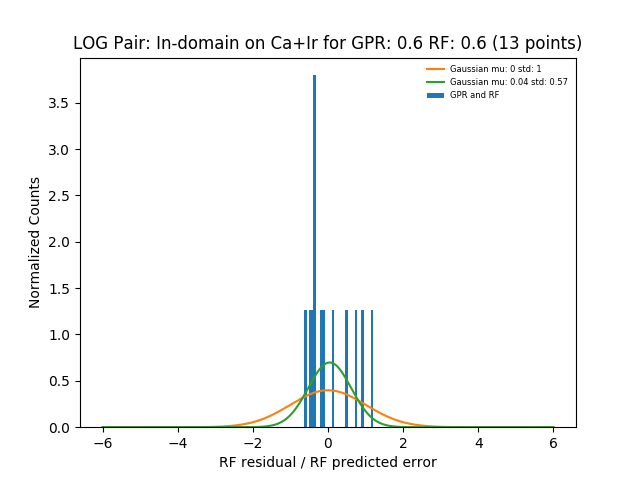 LOG Pair: In-domain on Ca+Ir for GPR: 0.6 RF: 0.6 (13 points)
Gaussian mu: 0 std: 1
Gaussian mu: 0.04 std: 0.57
GPR and RF
Normalized Counts
3.5
3.0
2.5
2.0
1.5
1.0
0.5
0.0
−6 −4 −2 0 2 4 6
RF residual / RF predicted error